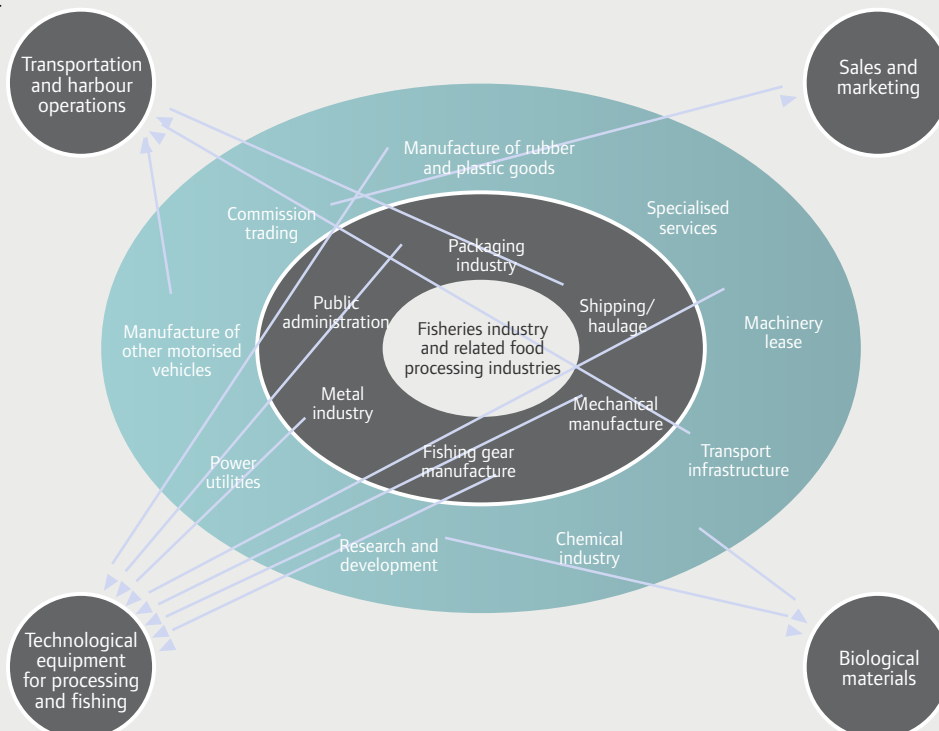 Transportation
and harbour
operations
Sales and
marketing
Manufacture of rubber
and plastic goods
Commission
trading
Specialised
services
Packaging
industry
Public
administration
Shipping/
haulage
Fisheries industry
and related food
processing industries
Manufacture of
other motorised
vehicles
Machinery
lease
Metal
industry
Mechanical
manufacture
Fishing gear
manufacture
Power
utilities
Transport
infrastructure
Research and
development
Chemical
industry
Technological
equipment
for processing
and fishing
Biological
materials